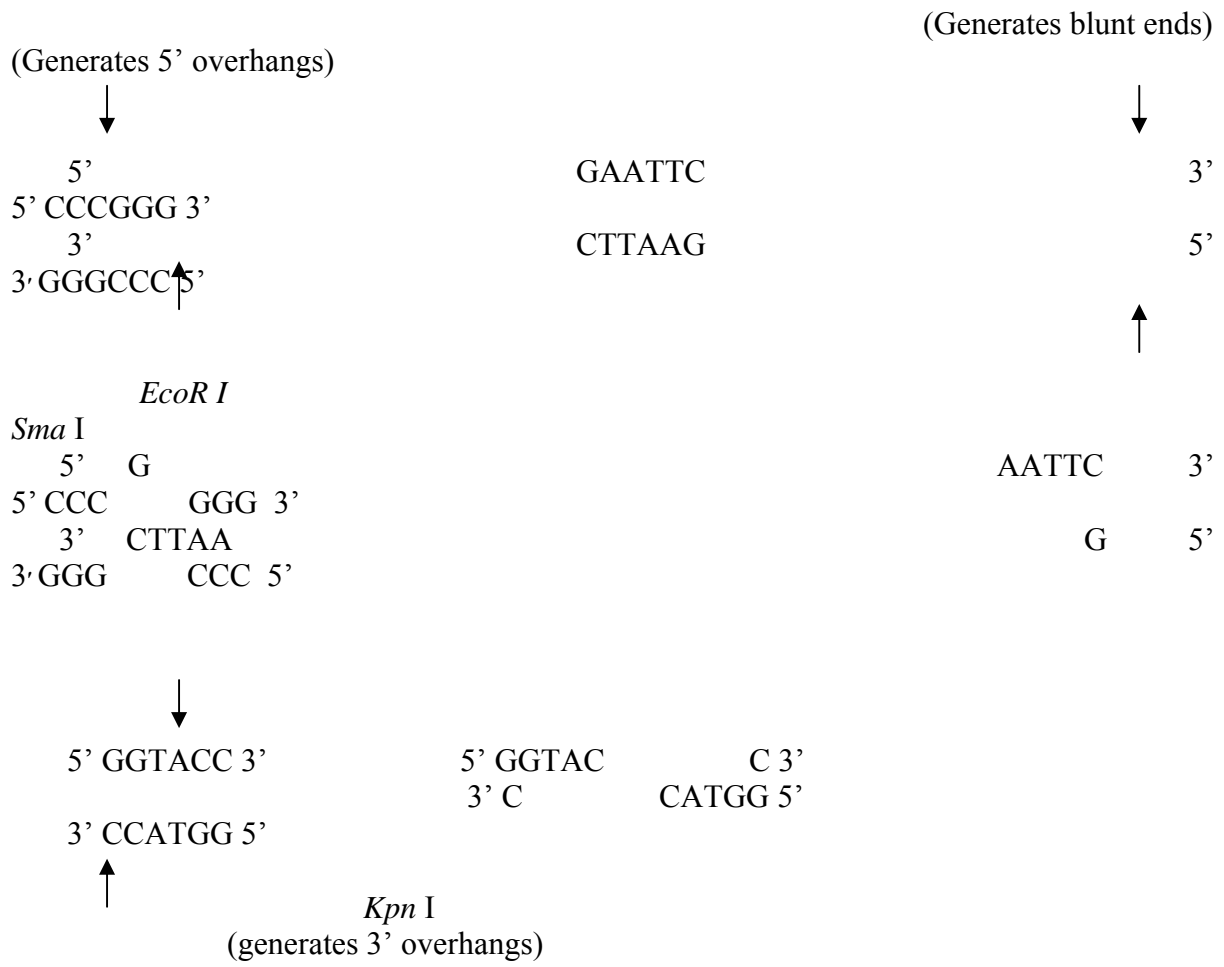 (Generates blunt ends)
(Generates 5’ overhangs)
5’ GAATTC 3’
5’ CCCGGG 3’
3’ CTTAAG 5’
3’ GGGCCC 5’
EcoR I
Sma I
5’ G AATTC 3’
5’ CCC GGG 3’
3’ CTTAA G 5’
3’ GGG CCC 5’
5’ GGTACC 3’ 5’ GGTAC C 3’
3’ C CATGG 5’
3’ CCATGG 5’
Kpn I
(generates 3’ overhangs)